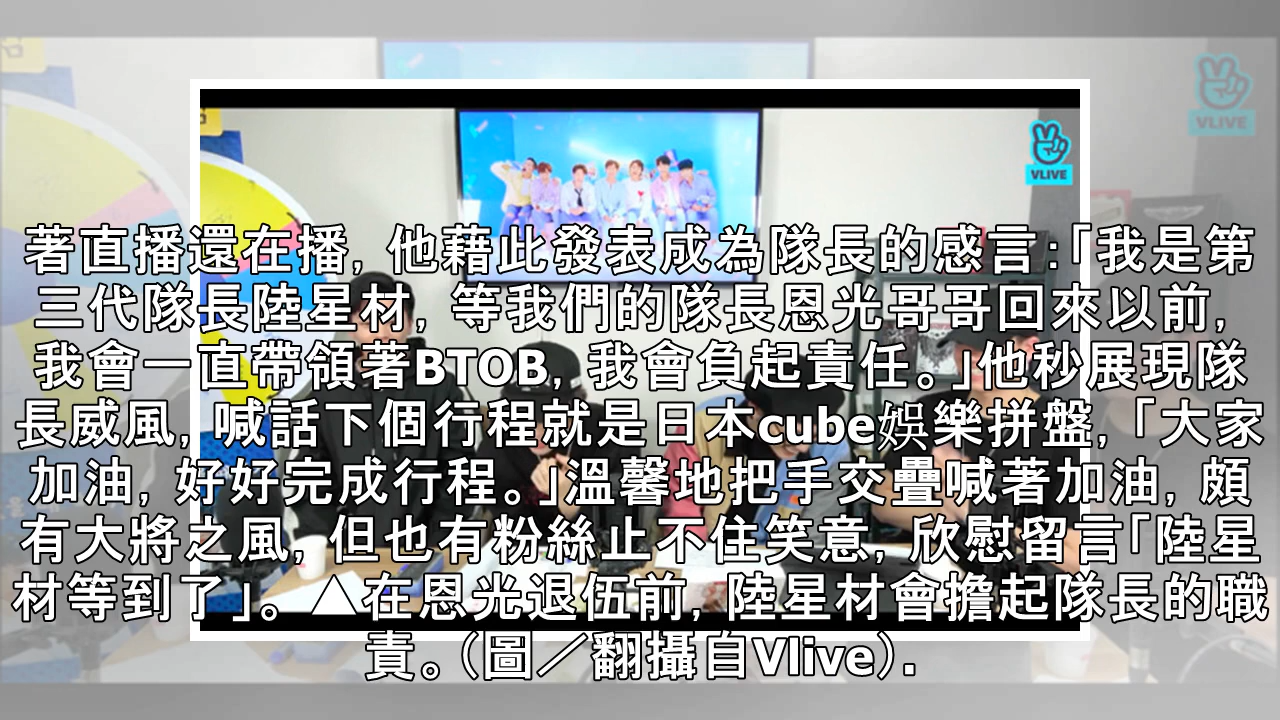 VLIVE
VLIVE
著直播還在播, 他藉此發表成為隊長的感言:「我是第
三代隊長陸星材, 等我們的隊長恩光哥哥回來以前,
我會一直帶領著BTOB, 我會負起責任。」他秒展現隊
長威風, 喊話下個行程就是日本cube娛樂拼盤, 「大家
加油, 好好完成行程。」溫馨地把手交疊喊著加油, 頗
有大將之風, 但也有粉絲止不住笑意, 欣慰留言「陸星
材等到了」。 △在恩光退伍前, 陸星材會擔起隊長的職
責。(圖／翻攝自Vlive).